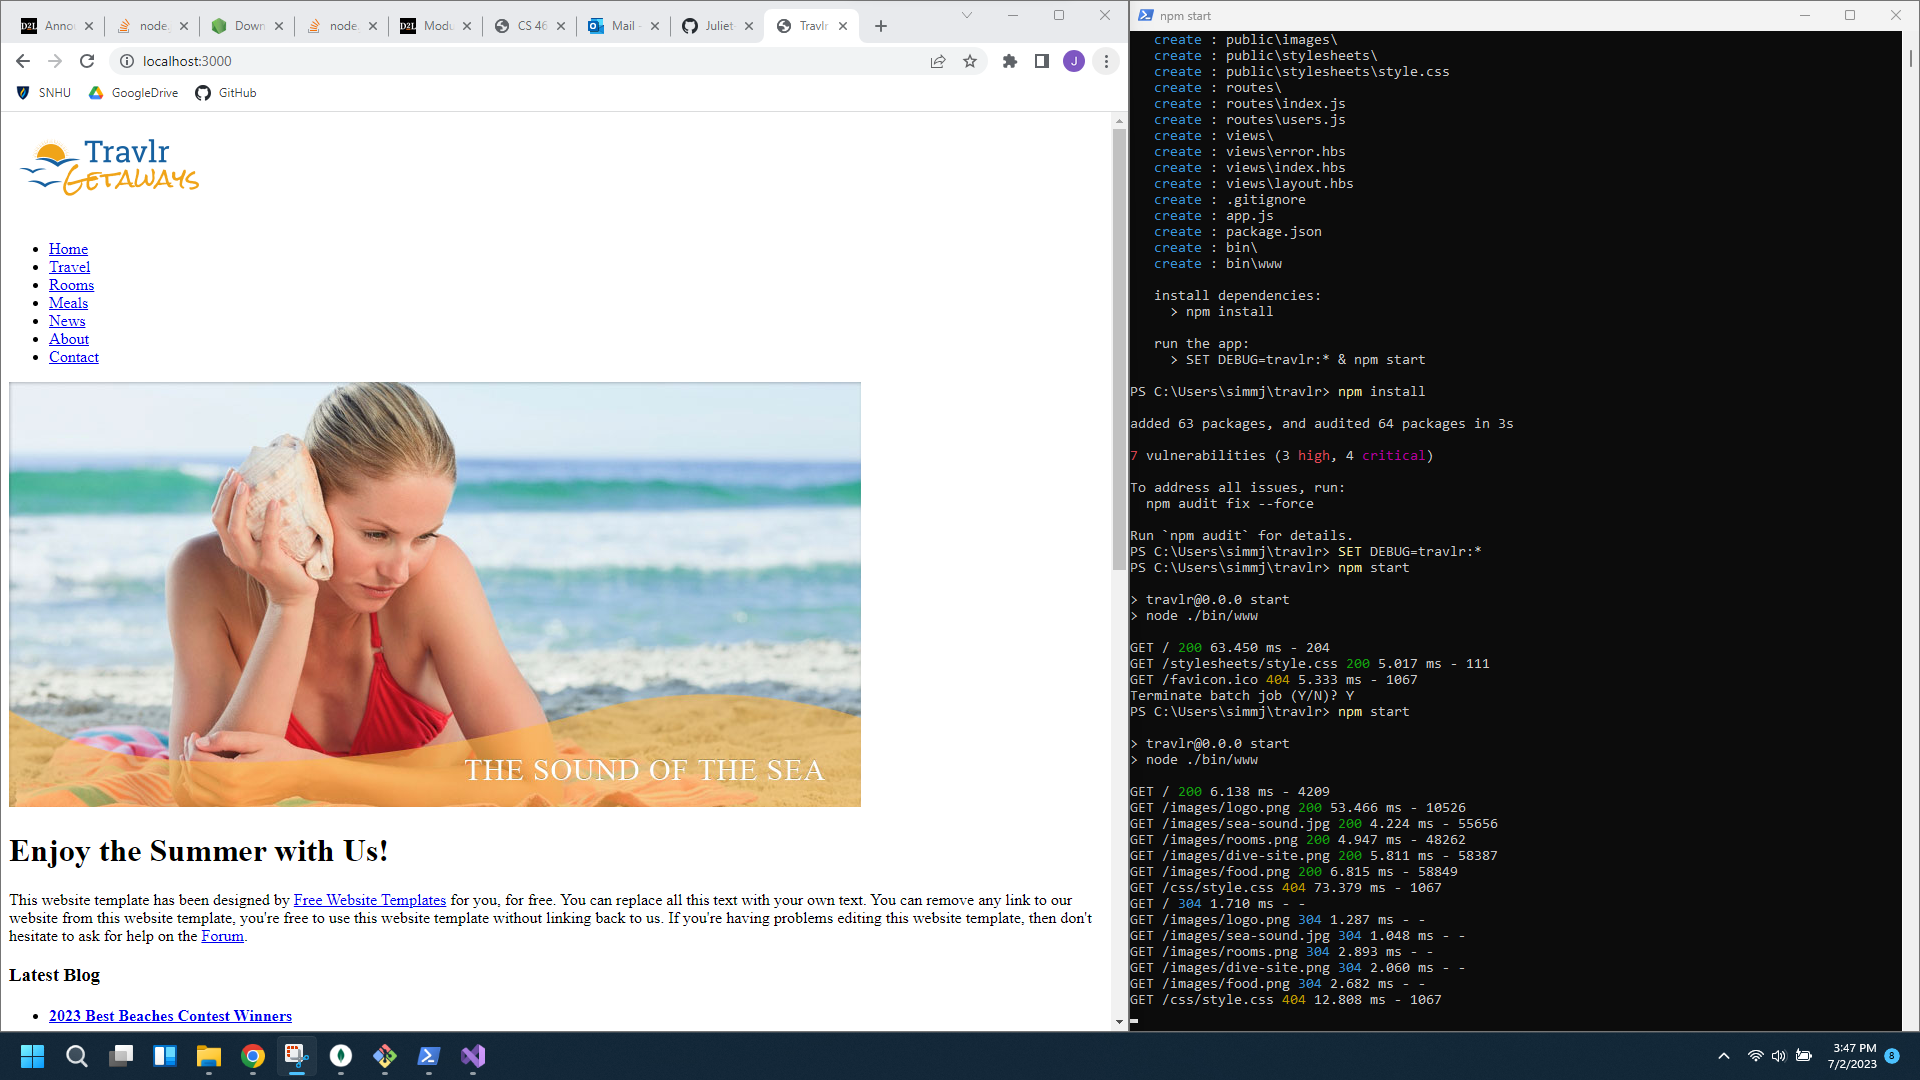 Annou
node.
Down
node.
Modu
CS 46
Mail -
Juliet-
Travlr
localhost:3000
J
SNHU
GoogleDrive
GitHub
Travlr
GETAWAYS
Home
Travel
Rooms
Meals
News
About
Contact
THE SOUND OF THE SEA
Enjoy the Summer with Us!
This website template has been designed by Free Website Templates for you, for free. You can replace all this text with your own text. You can remove any link to our
website from this website template, you're free to use this website template without linking back to us. If you're having problems editing this website template, then don't
hesitate to ask for help on the Forum.
Latest Blog
2023 Best Beaches Contest Winners
npm start
create : public\images\
create : public\stylesheets\
create : public\stylesheets\style.css
create : routes\
create : routes\index.js
create : routes\users.js
create : views\
create : views\error.hbs
create : views\index.hbs
create : views\layout.hbs
create : .gitignore
create : app.js
create : package.json
create : bin\
create : bin\www
install dependencies:
> npm install
run the app:
> SET DEBUG=travlr:* & npm start
PS C:\Users\simmj\travlr> npm install
added 63 packages, and audited 64 packages in 3s
7 vulnerabilities (3 high, 4 critical)
To address all issues, run:
npm audit fix --force
Run `npm audit` for details.
PS C:\Users\simmj\travlr> SET DEBUG=travlr:*
PS C:\Users\simmj\travlr> npm start
> travlr@0.0.0 start
> node ./bin/www
GET / 200 63.450 ms - 204
GET /stylesheets/style.css 200 5.017 ms - 111
GET /favicon.ico 404 5.333 ms - 1067
Terminate batch job (Y/N)? Y
PS C:\Users\simmj\travlr> npm start
> travlr@0.0.0 start
> node ./bin/www
GET / 200 6.138 ms - 4209
GET /images/logo.png 200 53.466 ms - 10526
GET /images/sea-sound.jpg 200 4.224 ms - 55656
GET /images/rooms.png 200 4.947 ms - 48262
GET /images/dive-site.png 200 5.811 ms - 58387
GET /images/food.png 200 6.815 ms - 58849
GET /css/style.css 404 73.379 ms - 1067
GET / 304 1.710 ms - -
GET /images/logo.png 304 1.287 ms - -
GET /images/sea-sound.jpg 304 1.048 ms - -
GET /images/rooms.png 304 2.893 ms - -
GET /images/dive-site.png 304 2.060 ms - -
GET /images/food.png 304 2.682 ms - -
GET /css/style.css 404 12.808 ms - 1067
3:47 PM
7/2/2023
8